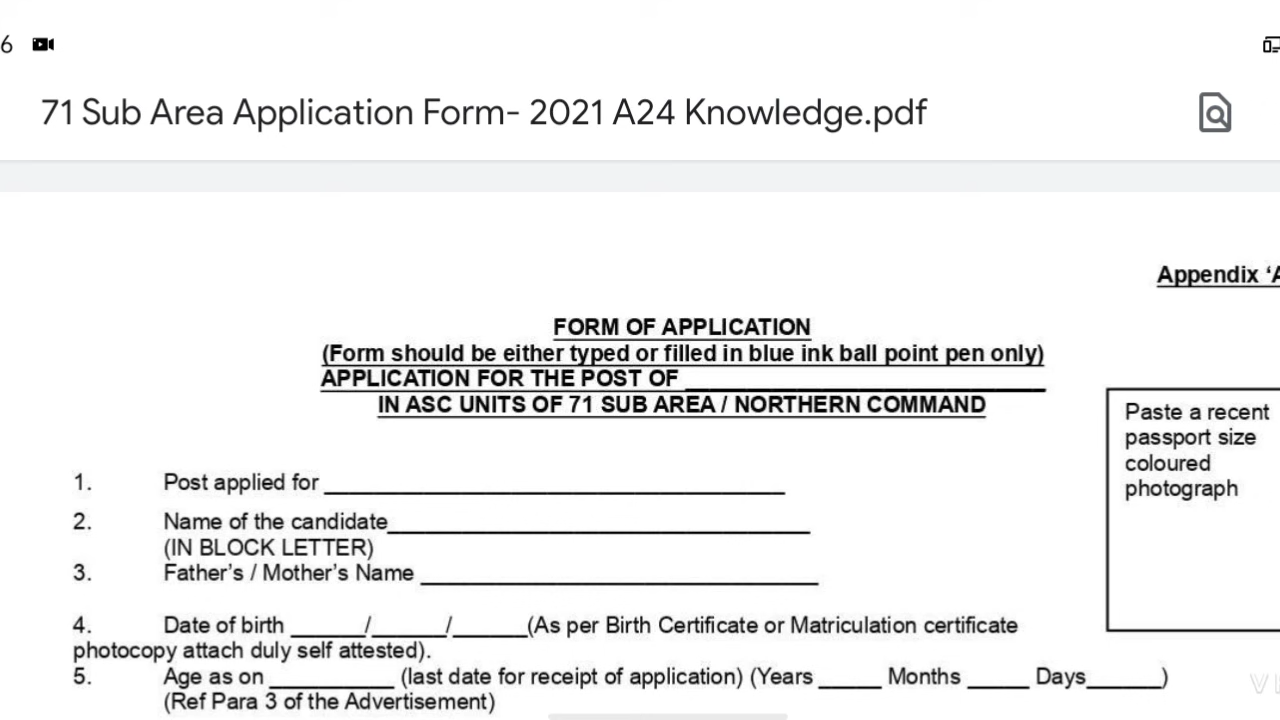 6
71 Sub Area Application Form- 2021 A24 Knowledge.pdf
Appendix ‘A
FORM OF APPLICATION
(Form should be either typed or filled in blue ink ball point pen only)
APPLICATION FOR THE POST OF ____________________
IN ASC UNITS OF 71 SUB AREA / NORTHERN COMMAND
Paste a recent
passport size
coloured
photograph
1. Post applied for ____________________
2. Name of the candidate____________________
(IN BLOCK LETTER)
3. Father’s / Mother’s Name ____________________
4. Date of birth ______/______/______(As per Birth Certificate or Matriculation certificate
photocopy attach duly self attested).
5. Age as on __________ (last date for receipt of application) (Years _____ Months _____ Days______)
(Ref Para 3 of the Advertisement)